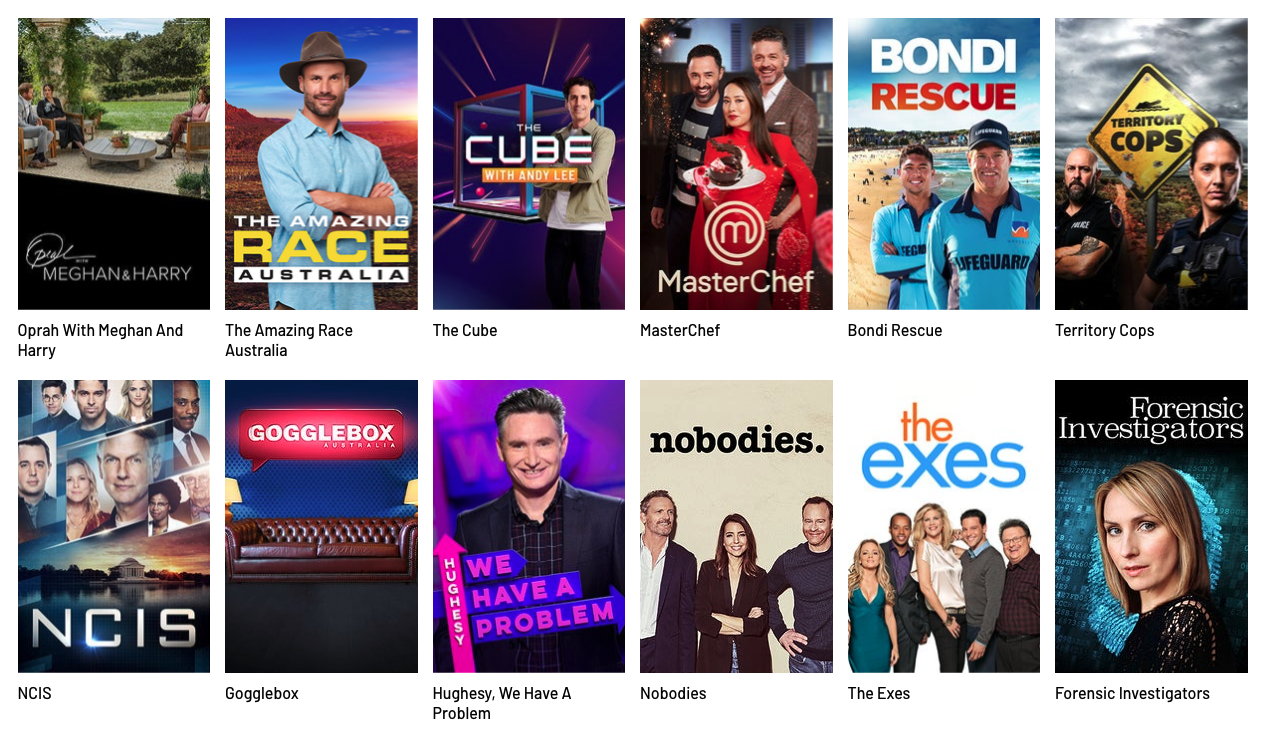 Oprah
WITH
MEGHAN & HARRY
THE AMAZING
RACE
AUSTRALIA
THE
CUBE
WITH ANDY LEE
MasterChef
BONDI
RESCUE
LIFEGUARD
LIFEGUARD
TERRITORY
COPS
POLICE
Oprah With Meghan And
Harry
The Amazing Race
Australia
The Cube
MasterChef
Bondi Rescue
Territory Cops
NCIS
GOGGLEBOX
AUSTRALIA
HUGHESY
WE
HAVE A
PROBLEM
nobodies.
the
exes
Forensic
Investigators
NCIS
Gogglebox
Hughesy, We Have A
Problem
Nobodies
The Exes
Forensic Investigators